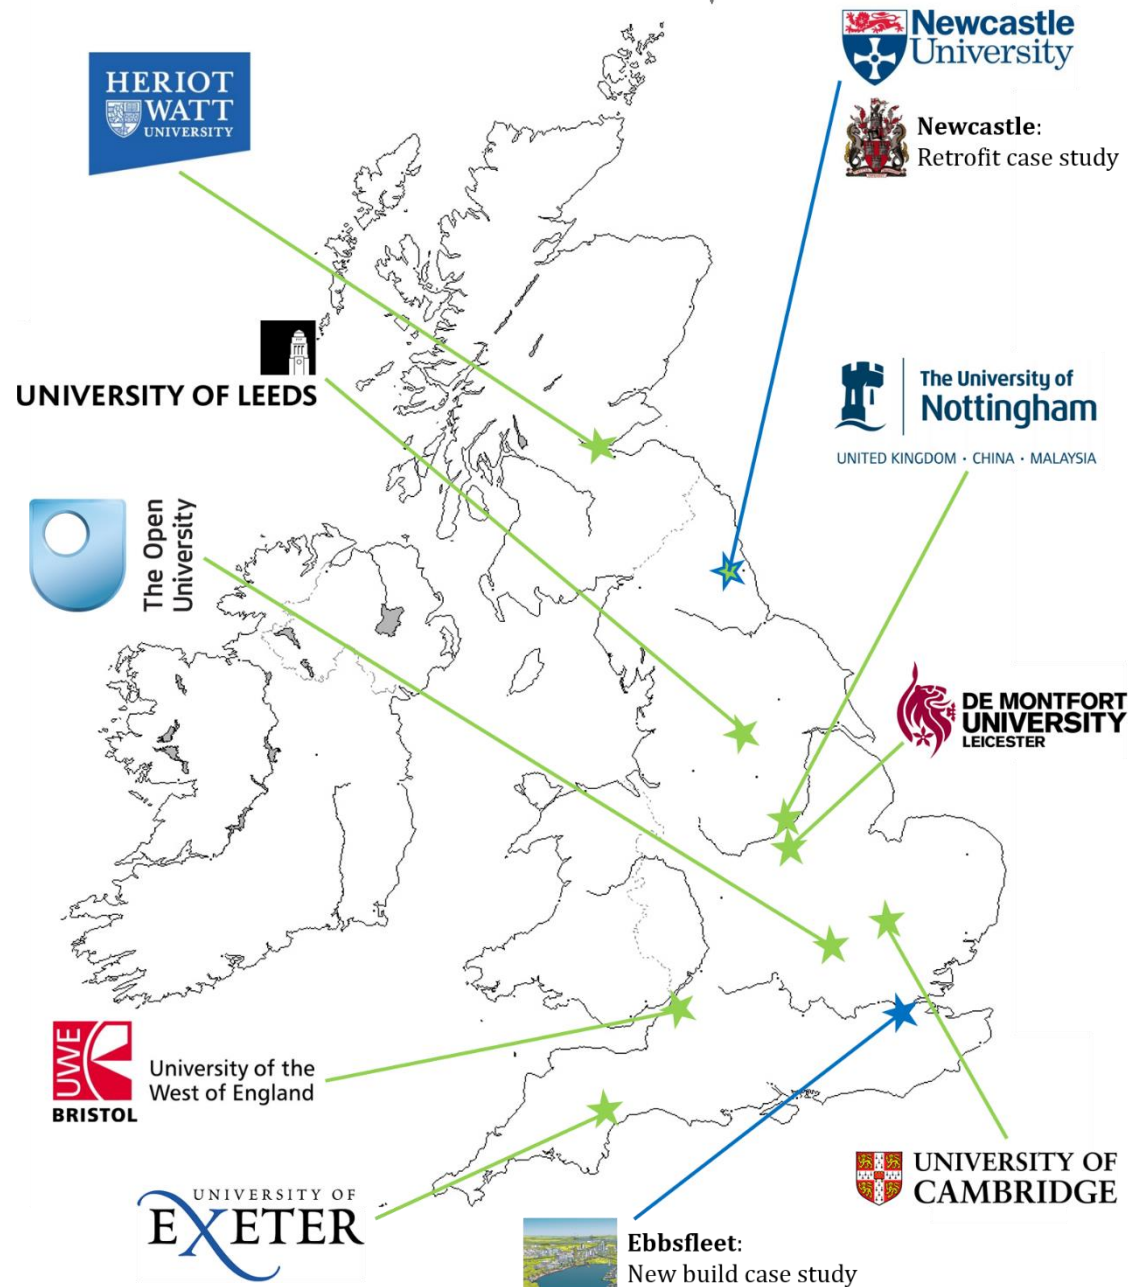 Newcastle
University
HERIOT
WATT
UNIVERSITY
Newcastle:
Retrofit case study
UNIVERSITY OF LEEDS
The University of
Nottingham
UNITED KINGDOM · CHINA · MALAYSIA
The Open
University
DE MONTFORT
UNIVERSITY
LEICESTER
UWE
BRISTOL
University of the
West of England
UNIVERSITY OF
CAMBRIDGE
UNIVERSITY OF
EXETER
Ebbsfleet:
New build case study